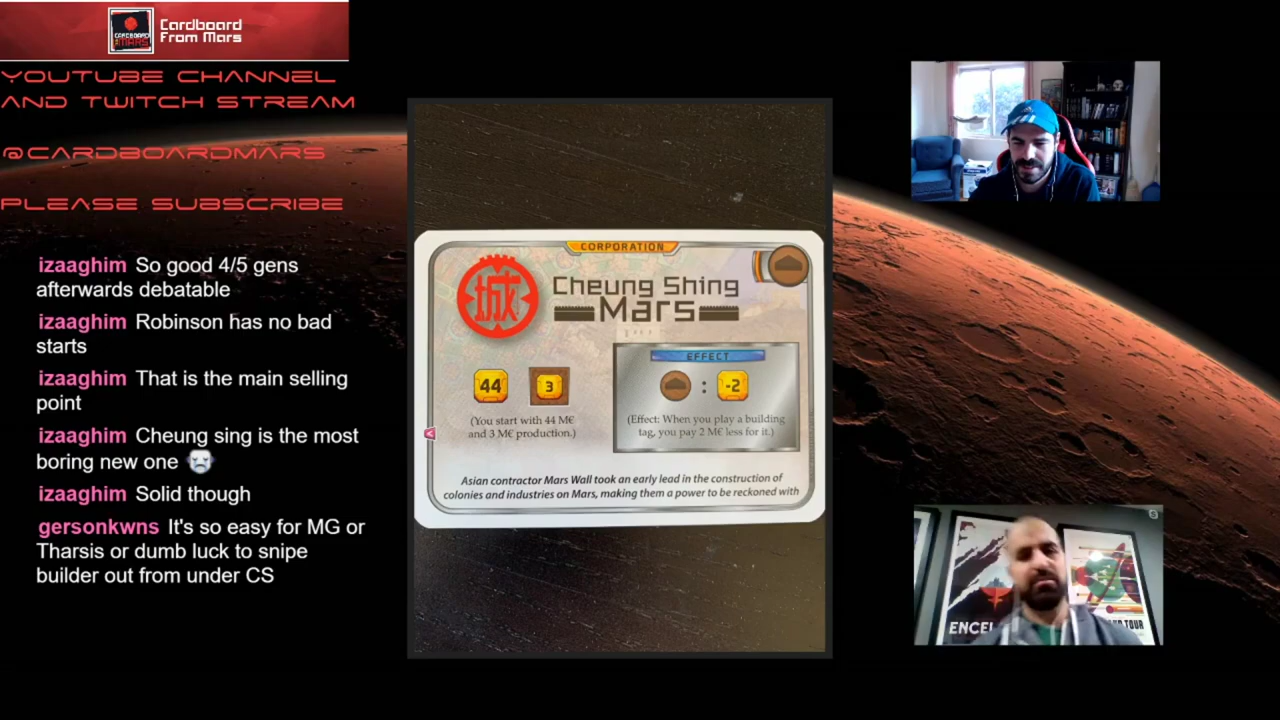 Cardboard
From Mars
CARDBOARD
MARS
YOUTUBE CHANNEL
AND TWITCH STREAM
@CARDBOARDMARS
PLEASE SUBSCRIBE
izaaghim So good 4/5 gens
afterwards debatable
izaaghim Robinson has no bad
starts
izaaghim That is the main selling
point
izaaghim Cheung sing is the most
boring new one
izaaghim Solid though
gersonkwns It's so easy for MG or
Tharsis or dumb luck to snipe
builder out from under CS
CORPORATION
城
Cheung Shing
Mars
EFFECT
44
3
: -2
(You start with 44 M€
and 3 M€ production.)
(Effect: When you play a building
tag, you pay 2 M€ less for it.)
Asian contractor Mars Wall took an early lead in the construction of
colonies and industries on Mars, making them a power to be reckoned with
ENCEL
TOUR